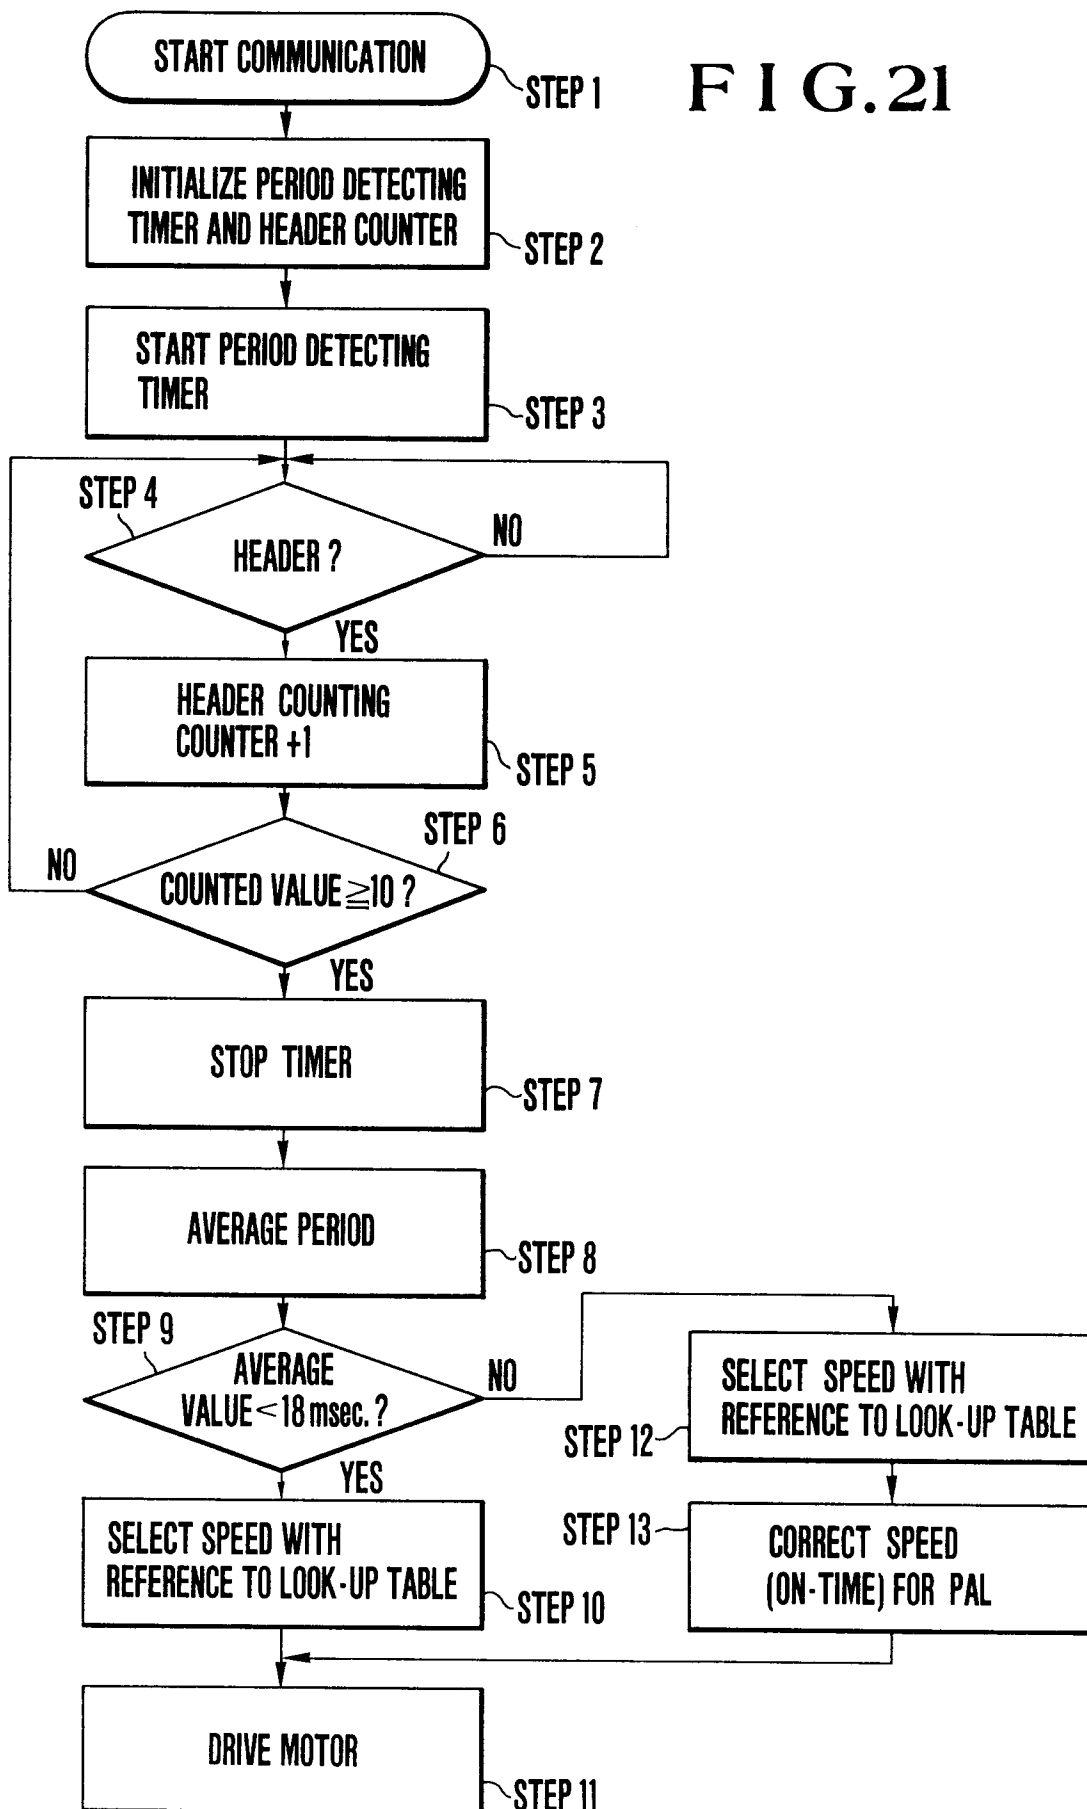 START COMMUNICATION
STEP 1
FIG.21
INITIALIZE PERIOD DETECTING
TIMER AND HEADER COUNTER
STEP 2
START PERIOD DETECTING
TIMER
STEP 3
STEP 4
HEADER ?
NO
YES
HEADER COUNTING
COUNTER +1
STEP 5
STEP 6
NO
COUNTED VALUE ≧10 ?
YES
STOP TIMER
STEP 7
AVERAGE PERIOD
STEP 8
STEP 9
AVERAGE
VALUE < 18 msec. ?
NO
YES
SELECT SPEED WITH
REFERENCE TO LOOK-UP TABLE
STEP 12
SELECT SPEED WITH
REFERENCE TO LOOK-UP TABLE
STEP 10
STEP 13
CORRECT SPEED
(ON-TIME) FOR PAL
DRIVE MOTOR
STEP 11